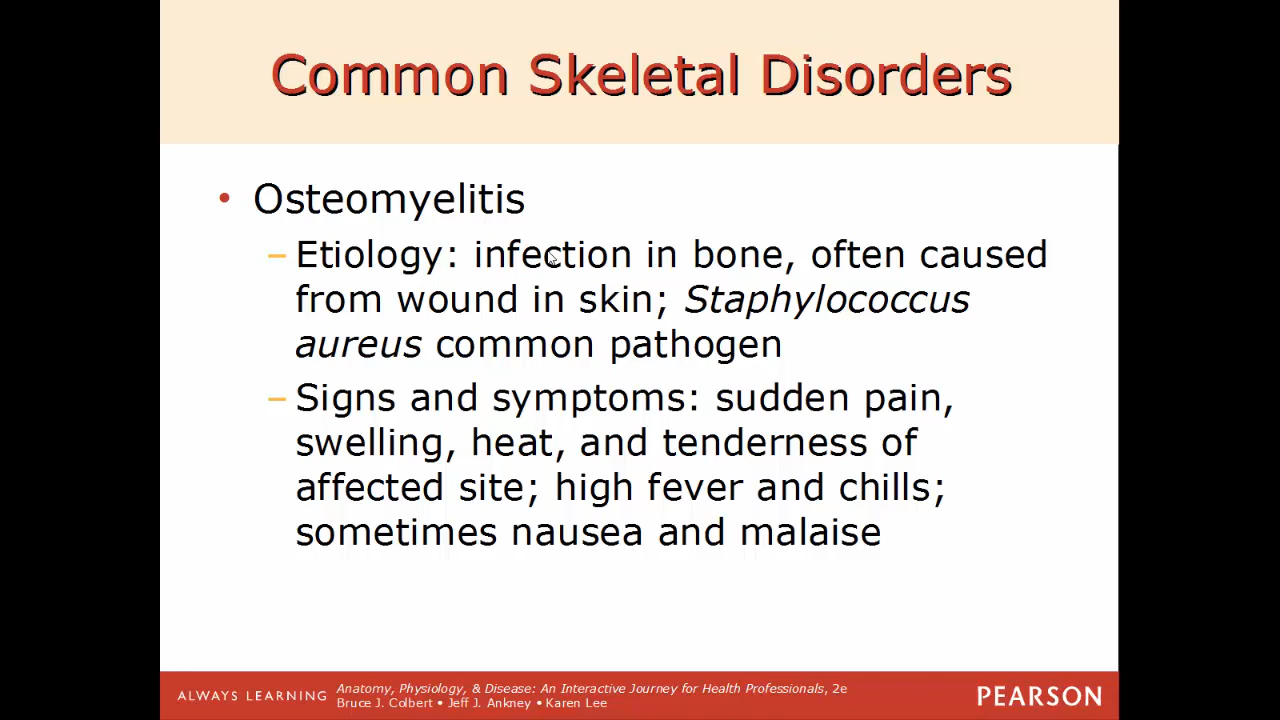 Common Skeletal Disorders
• Osteomyelitis
– Etiology: infection in bone, often caused
from wound in skin; Staphylococcus
aureus common pathogen
– Signs and symptoms: sudden pain,
swelling, heat, and tenderness of
affected site; high fever and chills;
sometimes nausea and malaise
ALWAYS LEARNING
Anatomy, Physiology, & Disease: An Interactive Journey for Health Professionals, 2e
Bruce J. Colbert • Jeff J. Ankney • Karen Lee
PEARSON